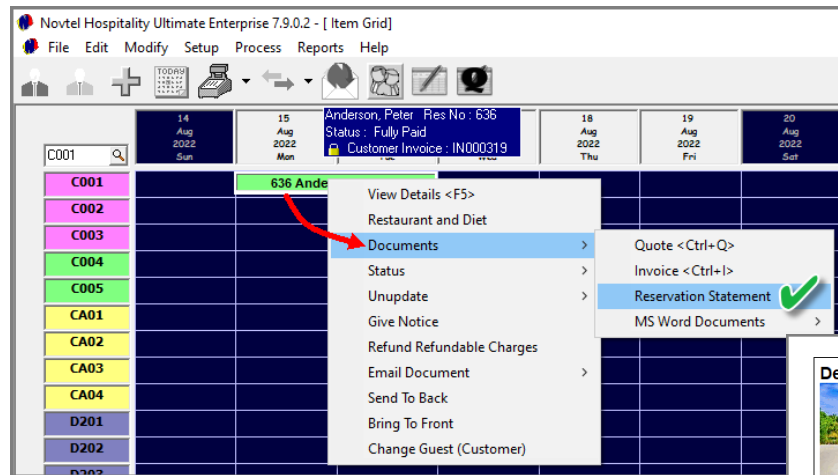 Novtel Hospitality Ultimate Enterprise 7.9.0.2 - [ Item Grid]
File Edit Modify Setup Process Reports Help
TODAY
Anderson, Peter Res No : 636
Status : Fully Paid
Customer Invoice : IN000319
14 Aug 2022 Sun
15 Aug 2022 Mon
18 Aug 2022 Thu
19 Aug 2022 Fri
20 Aug 2022 Sat
C001
C001
636 Ande
C002
C003
C004
C005
CA01
CA02
CA03
CA04
D201
D202
D203
View Details <F5>
Restaurant and Diet
Documents
Status
Unupdate
Give Notice
Refund Refundable Charges
Email Document
Send To Back
Bring To Front
Change Guest (Customer)
Quote <Ctrl+Q>
Invoice <Ctrl+I>
Reservation Statement
MS Word Documents
De